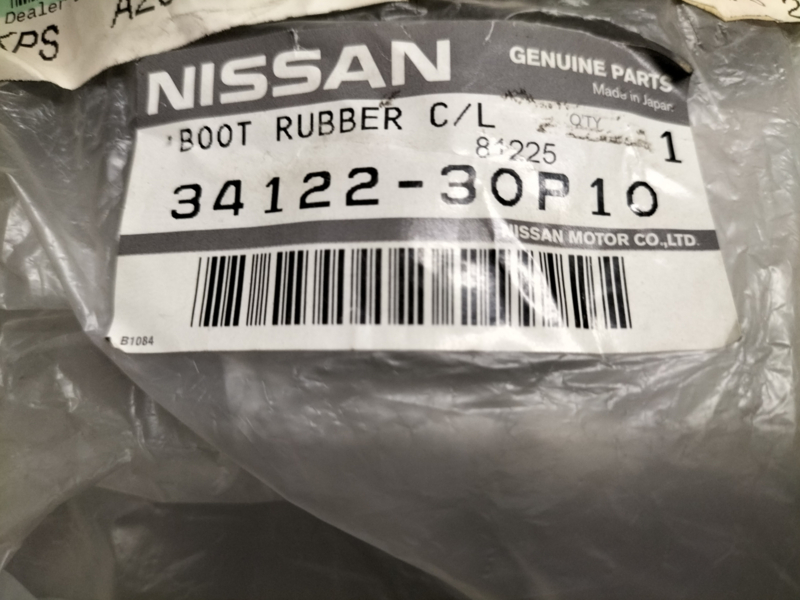 Dealer
KPS
NISSAN
GENUINE PARTS
Made in Japan
BOOT RUBBER C/L
QTY
1
81225
34122-30P10
NISSAN MOTOR CO.,LTD.
B1084